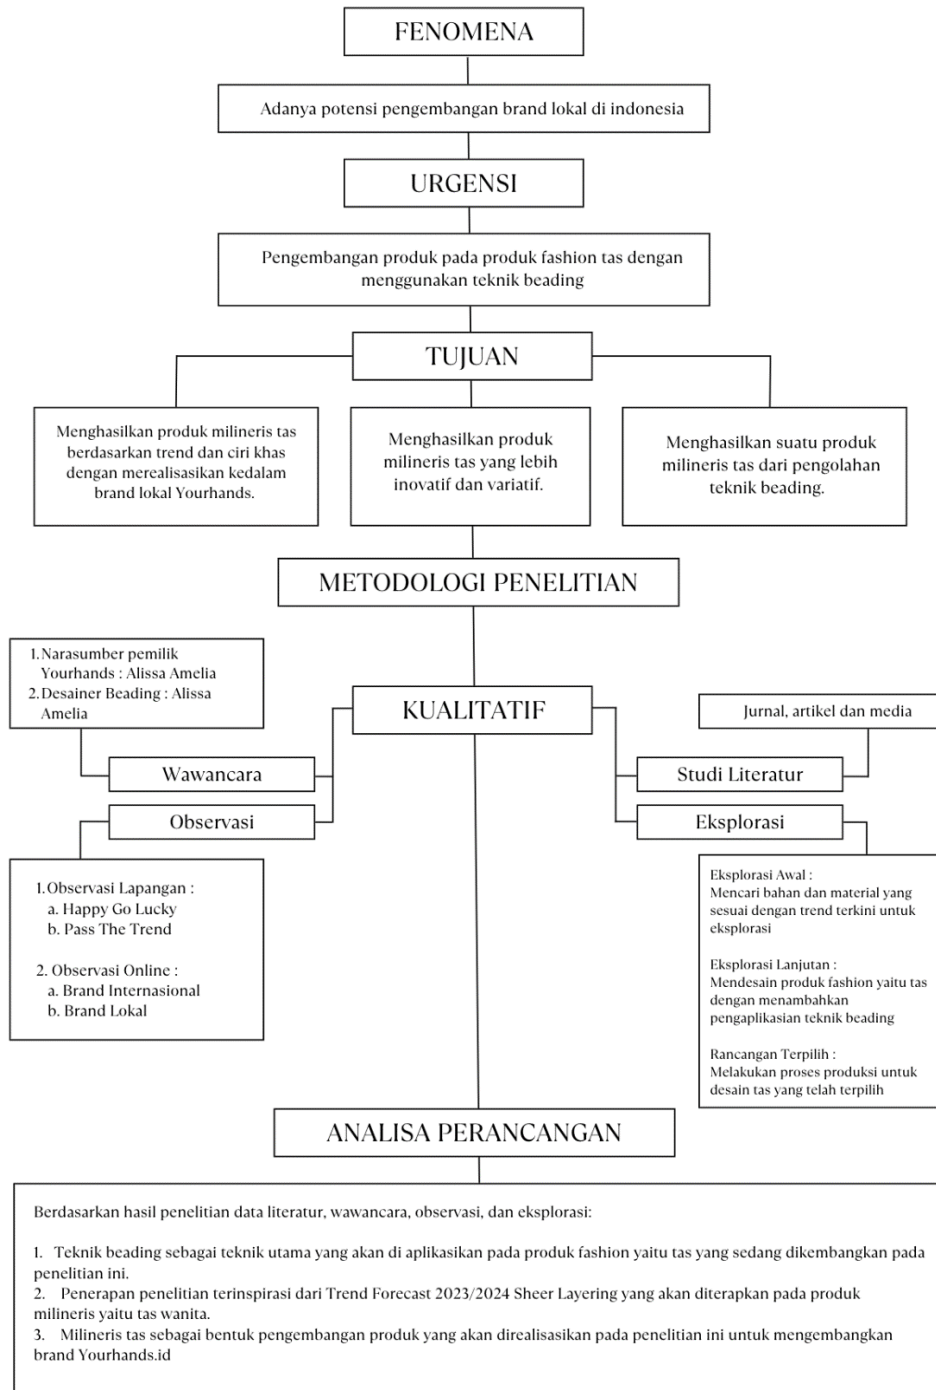 FENOMENA
Adanya potensi pengembangan brand lokal di indonesia
URGENSI
Pengembangan produk pada produk fashion tas dengan
menggunakan teknik beading
TUJUAN
Menghasilkan produk milineris tas
berdasarkan trend dan ciri khas
dengan merealisasikan kedalam
brand lokal Yourhands.
Menghasilkan produk
milineris tas yang lebih
inovatif dan variatif.
Menghasilkan suatu produk
milineris tas dari pengolahan
teknik beading.
METODOLOGI PENELITIAN
1. Narasumber pemilik
Yourhands : Alissa Amelia
2. Desainer Beading : Alissa
Amelia
KUALITATIF
Jurnal, artikel dan media
Wawancara
Studi Literatur
Observasi
Eksplorasi
1. Observasi Lapangan :
a. Happy Go Lucky
b. Pass The Trend
2. Observasi Online :
a. Brand Internasional
b. Brand Lokal
Eksplorasi Awal :
Mencari bahan dan material yang
sesuai dengan trend terkini untuk
eksplorasi
Eksplorasi Lanjutan :
Mendesain produk fashion yaitu tas
dengan menambahkan
pengaplikasian teknik beading
Rancangan Terpilih :
Melakukan proses produksi untuk
desain tas yang telah terpilih
ANALISA PERANCANGAN
Berdasarkan hasil penelitian data literatur, wawancara, observasi, dan eksplorasi:
1. Teknik beading sebagai teknik utama yang akan di aplikasikan pada produk fashion yaitu tas yang sedang dikembangkan pada
penelitian ini.
2. Penerapan penelitian terinspirasi dari Trend Forecast 2023/2024 Sheer Layering yang akan diterapkan pada produk
milineris yaitu tas wanita.
3. Milineris tas sebagai bentuk pengembangan produk yang akan direalisasikan pada penelitian ini untuk mengembangkan
brand Yourhands.id